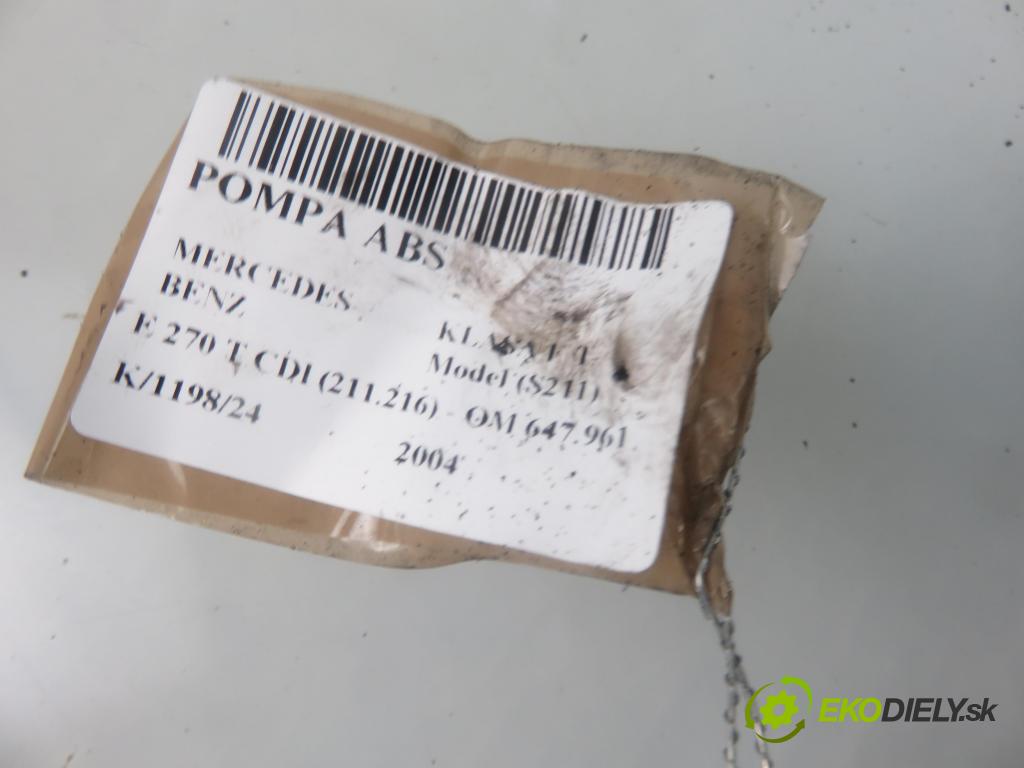 POMPA ABS
MERCEDES
BENZ
KLASA E T
Model (S211)
E 270 T CDI (211.216) - OM 647.961
K/1198/24
2004
EKODIELY.sk